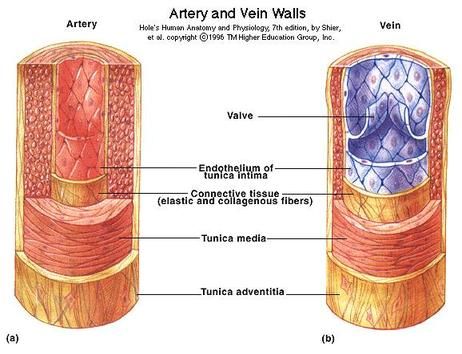 Artery and Vein Walls
Hole's Human Anatomy and Physiology, 7th edition, by Shier,
et al. copyright ©1996 TM Higher Education Group, Inc.
Artery
Vein
Valve
Endothelium of
tunica intima
Connective tissue
(elastic and collagenous fibers)
Tunica media
Tunica adventitia
(a)
(b)